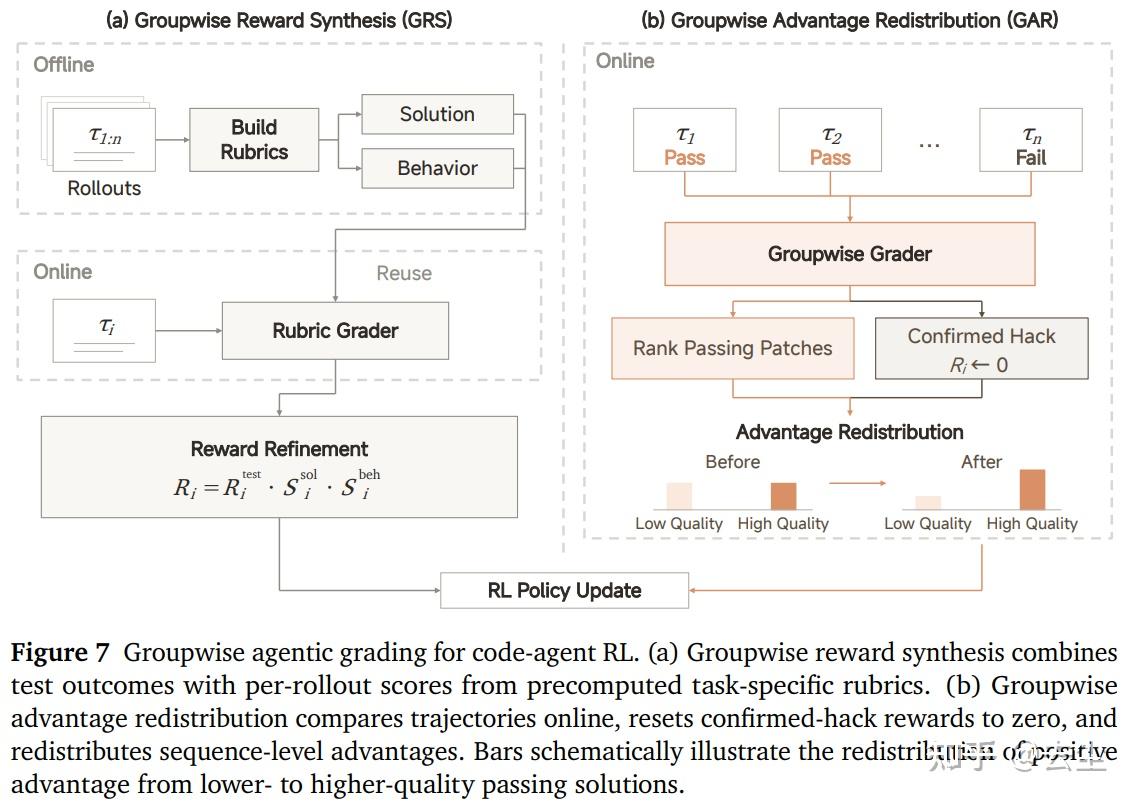 (a) Groupwise Reward Synthesis (GRS)
Offline
τ1:n
Rollouts
Build
Rubrics
Solution
Behavior
Online
Reuse
τi
Rubric Grader
Reward Refinement
Ri = Ri^test · Si^sol · Si^beh
(b) Groupwise Advantage Redistribution (GAR)
Online
τ1
Pass
τ2
Pass
...
τn
Fail
Groupwise Grader
Rank Passing Patches
Confirmed Hack
Ri ← 0
Advantage Redistribution
Before
After
Low Quality
High Quality
Low Quality
High Quality
RL Policy Update
Figure 7 Groupwise agentic grading for code-agent RL. (a) Groupwise reward synthesis combines
test outcomes with per-rollout scores from precomputed task-specific rubrics. (b) Groupwise
advantage redistribution compares trajectories online, resets confirmed-hack rewards to zero, and
redistributes sequence-level advantages. Bars schematically illustrate the redistribution of positive
advantage from lower- to higher-quality passing solutions.
知乎